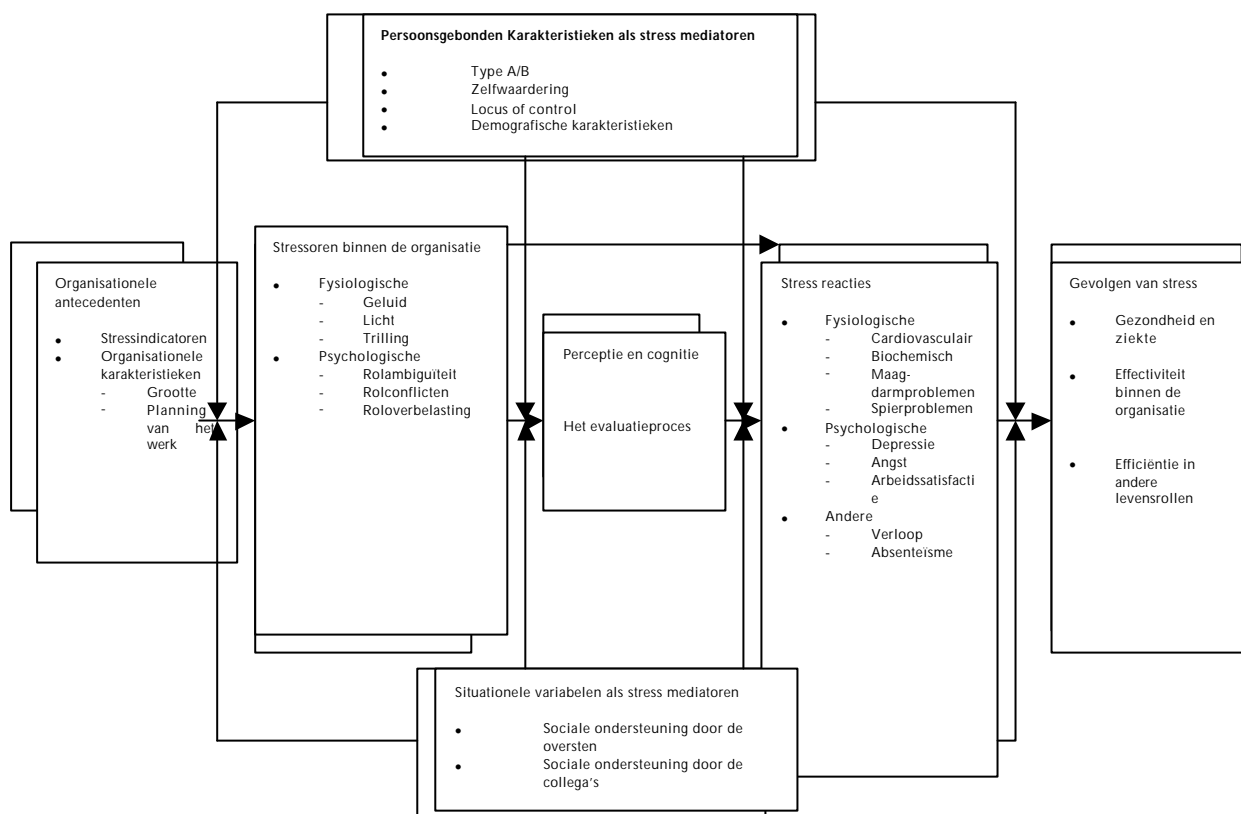 Persoonsgebonden Karakteristieken als stress mediatoren
• Type A/B
• Zelfwaardering
• Locus of control
• Demografische karakteristieken
Organisationele
antecedenten
• Stressindicatoren
• Organisationele
karakteristieken
- Grootte
- Planning
van het
werk
Stressoren binnen de organisatie
• Fysiologische
- Geluid
- Licht
- Trilling
• Psychologische
- Rolambiguïteit
- Rolconflicten
- Roloverbelasting
Perceptie en cognitie
Het evaluatieproces
Stress reacties
• Fysiologische
- Cardiovasculair
- Biochemisch
- Maag-
darmproblemen
- Spierproblemen
• Psychologische
- Depressie
- Angst
- Arbeidssatisfacti
e
• Andere
- Verloop
- Absenteïsme
Gevolgen van stress
• Gezondheid en
ziekte
• Effectiviteit
binnen de
organisatie
• Efficiëntie in
andere
levensrollen
Situationele variabelen als stress mediatoren
• Sociale ondersteuning door de
oversten
• Sociale ondersteuning door de
collega's